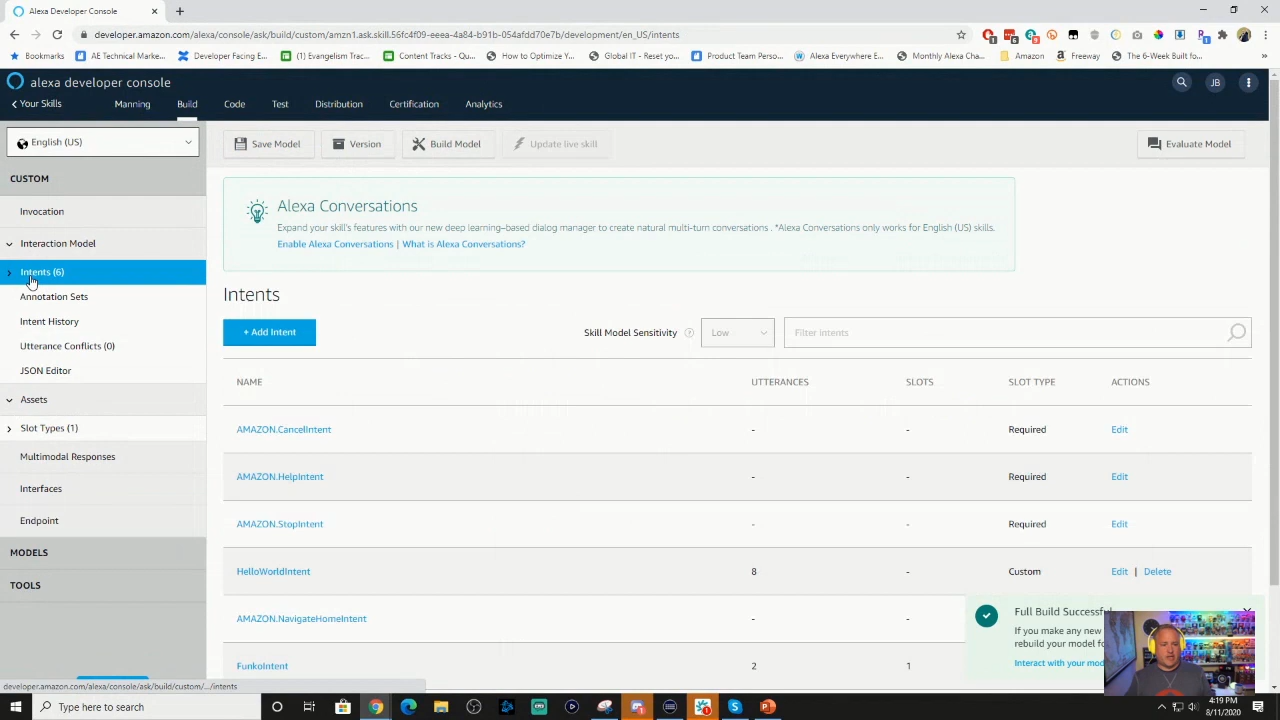 Alexa
developer.amazon.com/alexa/console/ask/build/custom/amzn1.ask.skill.56fc4f09-eeea-4a84-b91b-0m54afdd70e7b/development/en_US/intents
Bookmarks
AE Technical Marke...
Developer Facing E...
(1) Evangelism Trac...
Content Tracks - Qu...
How to Optimize Yo...
Global IT - Reset yo...
Product Team Perso...
Alexa Everywhere E...
Monthly Alexa Cha...
Amazon
Freeway
The 6-Week Built fo...
alexa developer console
JB
Your Skills
Manning
Build
Code
Test
Distribution
Certification
Analytics
English (US)
Save Model
Version
Build Model
Update live skill
Evaluate Model
CUSTOM
Invocation
Interaction Model
Intents (6)
Annotation Sets
Intent History
Utterance Conflicts (0)
JSON Editor
Assets
Slot Types (1)
Multimodal Responses
Interfaces
Endpoint
MODELS
TOOLS
Alexa Conversations
Expand your skill's features with our new deep learning–based dialog manager to create natural multi-turn conversations . *Alexa Conversations only works for English (US) skills.
Enable Alexa Conversations | What is Alexa Conversations?
Intents
+ Add Intent
Skill Model Sensitivity
Low
Filter intents
NAME UTTERANCES SLOTS SLOT TYPE ACTIONS
AMAZON.CancelIntent - - Required Edit
AMAZON.HelpIntent - - Required Edit
AMAZON.StopIntent - - Required Edit
HelloWorldIntent 8 - Custom Edit | Delete
AMAZON.NavigateHomeIntent - -
FunkoIntent 2 1
Full Build Successful
If you make any new
rebuild your model fo
Interact with your mod
developer.amazon.com/alexa/console/ask/build/custom/.../intents
Type here to search
4:19 PM
8/11/2020